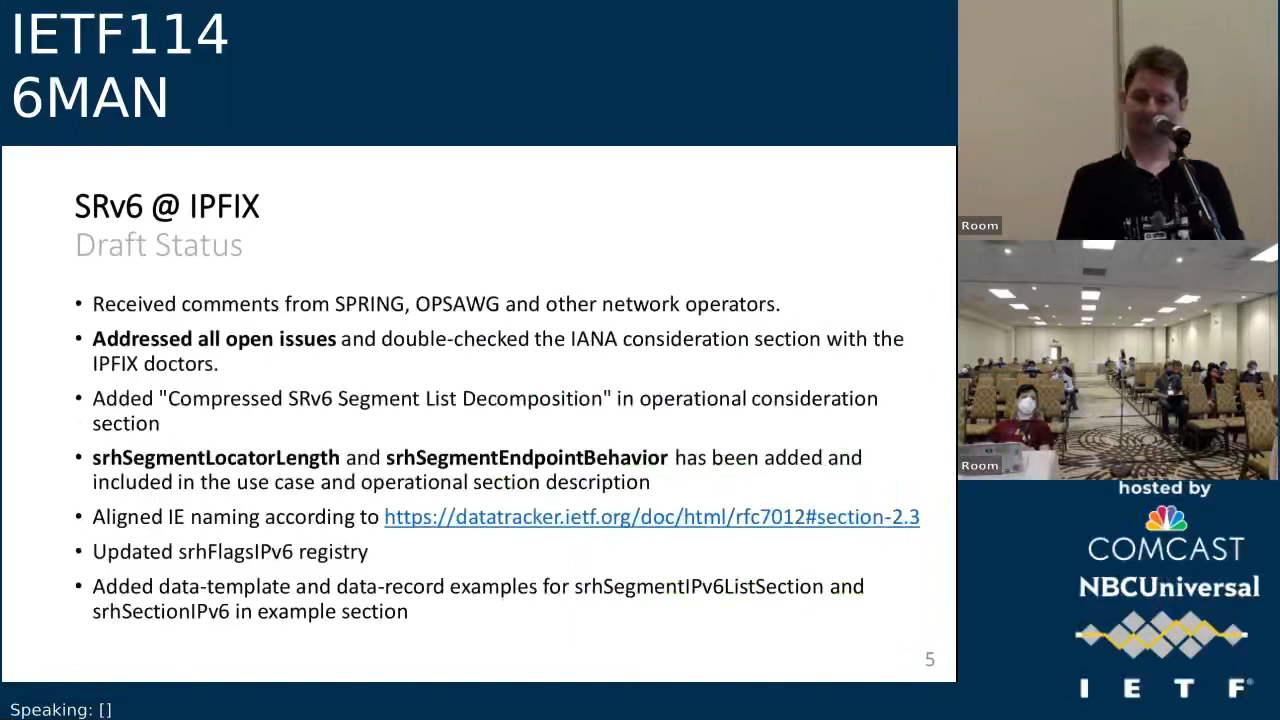 IETF114
6MAN
SRv6 @ IPFIX
Draft Status
• Received comments from SPRING, OPSAWG and other network operators.
• Addressed all open issues and double-checked the IANA consideration section with the
IPFIX doctors.
• Added "Compressed SRv6 Segment List Decomposition" in operational consideration
section
• srhSegmentLocatorLength and srhSegmentEndpointBehavior has been added and
included in the use case and operational section description
• Aligned IE naming according to https://datatracker.ietf.org/doc/html/rfc7012#section-2.3
• Updated srhFlagsIPv6 registry
• Added data-template and data-record examples for srhSegmentIPv6ListSection and
srhSectionIPv6 in example section
5
Speaking: []
Room
Room
hosted by
COMCAST
NBCUniversal
I E T F®